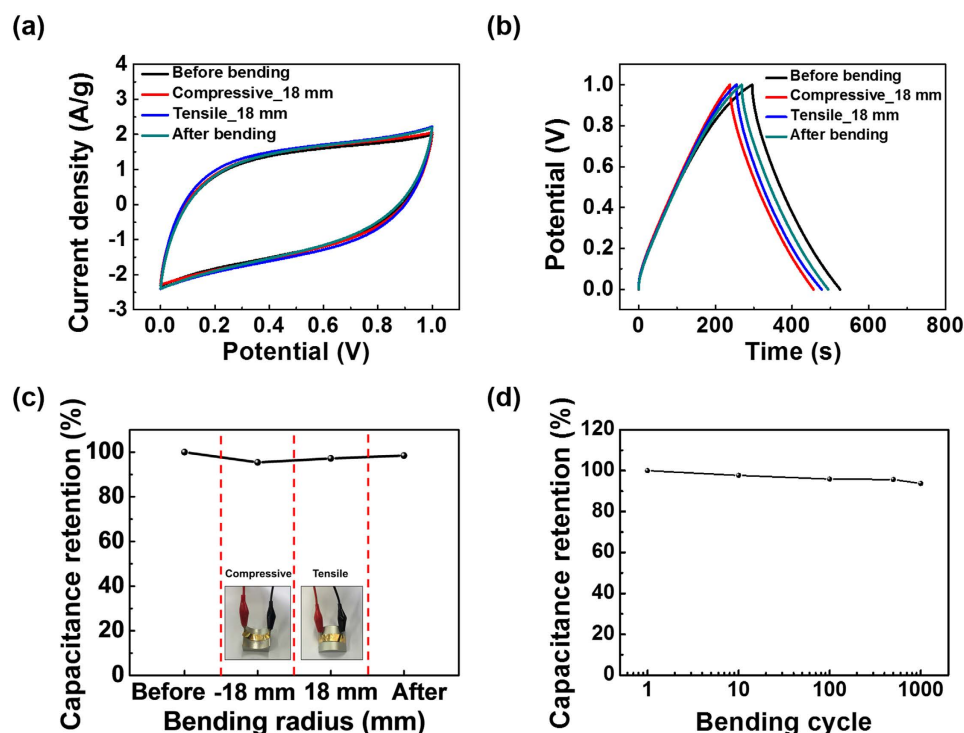 (a)
Current density (A/g)
4
3
2
1
0
-1
-2
-3
Before bending
Compressive_18 mm
Tensile_18 mm
After bending
0.0 0.2 0.4 0.6 0.8 1.0
Potential (V)
(b)
Potential (V)
1.0
0.8
0.6
0.4
0.2
0.0
Before bending
Compressive_18 mm
Tensile_18 mm
After bending
0 200 400 600 800
Time (s)
(c)
Capacitance retention (%)
100
80
60
40
20
0
Compressive
Tensile
Before -18 mm 18 mm After
Bending radius (mm)
(d)
Capacitance retention (%)
120
100
80
60
40
20
0
1 10 100 1000
Bending cycle